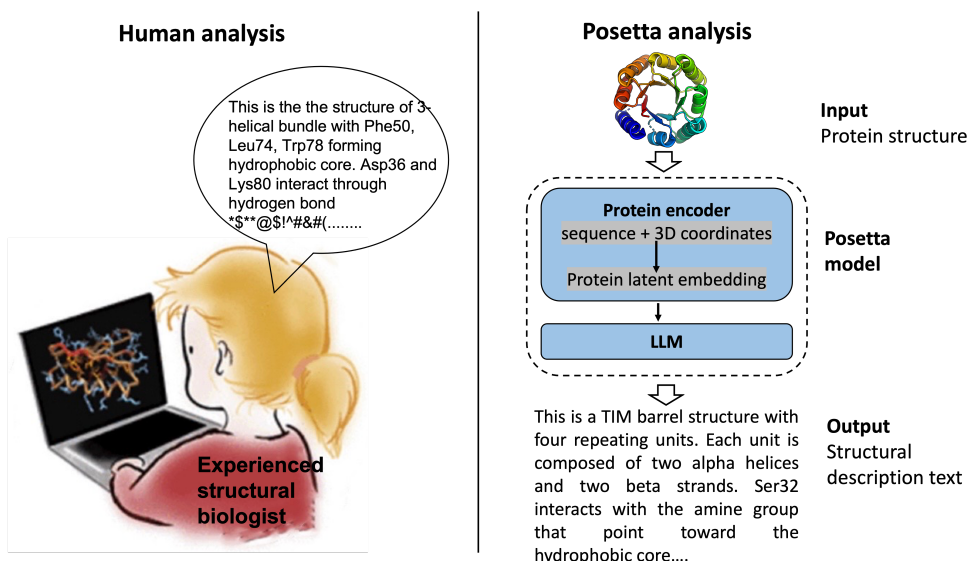 Human analysis
This is the the structure of 3-
helical bundle with Phe50,
Leu74, Trp78 forming
hydrophobic core. Asp36 and
Lys80 interact through
hydrogen bond
*$**@$!^#&#(........
Experienced
structural
biologist
Posetta analysis
Input
Protein structure
Protein encoder
sequence + 3D coordinates
Protein latent embedding
LLM
Posetta
model
This is a TIM barrel structure with
four repeating units. Each unit is
composed of two alpha helices
and two beta strands. Ser32
interacts with the amine group
that point toward the
hydrophobic core....
Output
Structural
description text